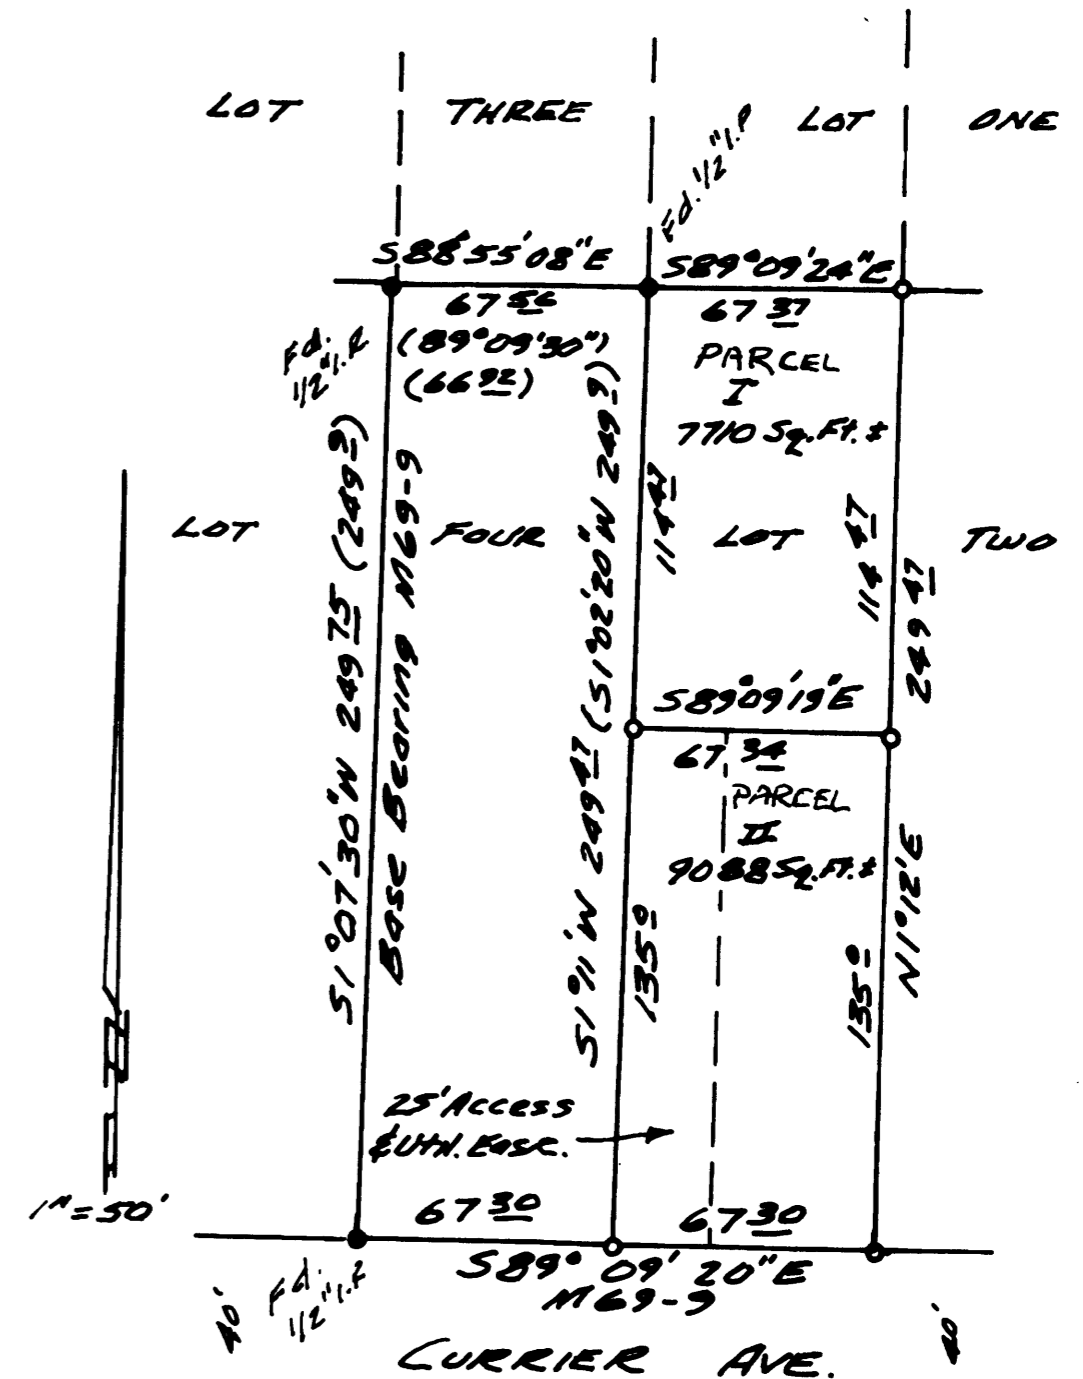 LOT THREE LOT ONE
Fd. 1/2" I.P
S88°55'08"E S89°09'24"E
67 56 67 37
Fd. 1/2" I.P
(89°09'30")
(66 92)
PARCEL
I
7710 Sq.Ft.±
S1°07'30"W 249 75 (249 9)
Base Bearing M69-9
S1°11'W 249 47 (S1°02'20"W 249 9)
114 47
114 47
249 47
LOT FOUR LOT TWO
S89°09'19"E
67 34
PARCEL
II
9088 Sq.Ft.±
135 0
135 0
N1°12'E
25' Access
& Util. Ease.
1"=50'
67 30 67 30
S89° 09' 20"E
M69-9
Fd. 1/2" I.P
40' 40'
CURRIER AVE.